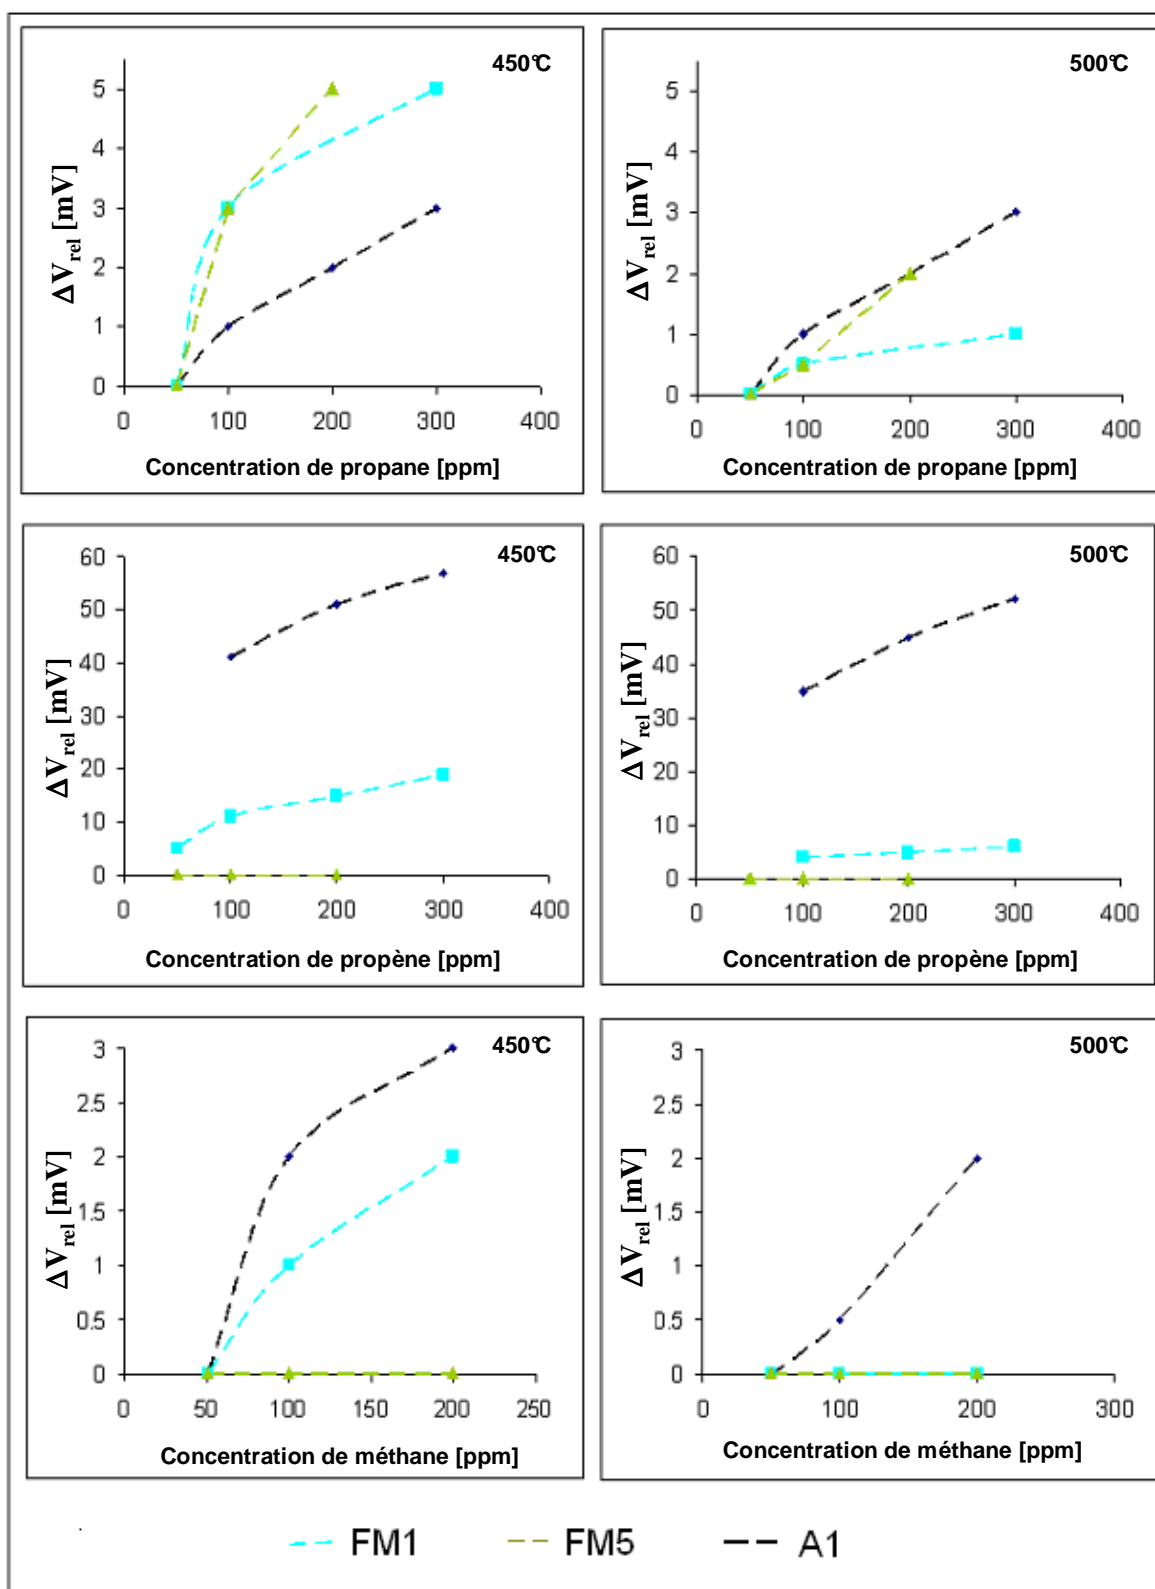 450°C
ΔVrel [mV]
5
4
3
2
1
0
0 100 200 300 400
Concentration de propane [ppm]
500°C
ΔVrel [mV]
5
4
3
2
1
0
0 100 200 300 400
Concentration de propane [ppm]
450°C
ΔVrel [mV]
60
50
40
30
20
10
0
0 100 200 300 400
Concentration de propène [ppm]
500°C
ΔVrel [mV]
60
50
40
30
20
10
0
0 100 200 300 400
Concentration de propène [ppm]
450°C
ΔVrel [mV]
3
2.5
2
1.5
1
0.5
0
0 50 100 150 200 250
Concentration de méthane [ppm]
500°C
ΔVrel [mV]
3
2.5
2
1.5
1
0.5
0
0 100 200 300
Concentration de méthane [ppm]
FM1 FM5 A1